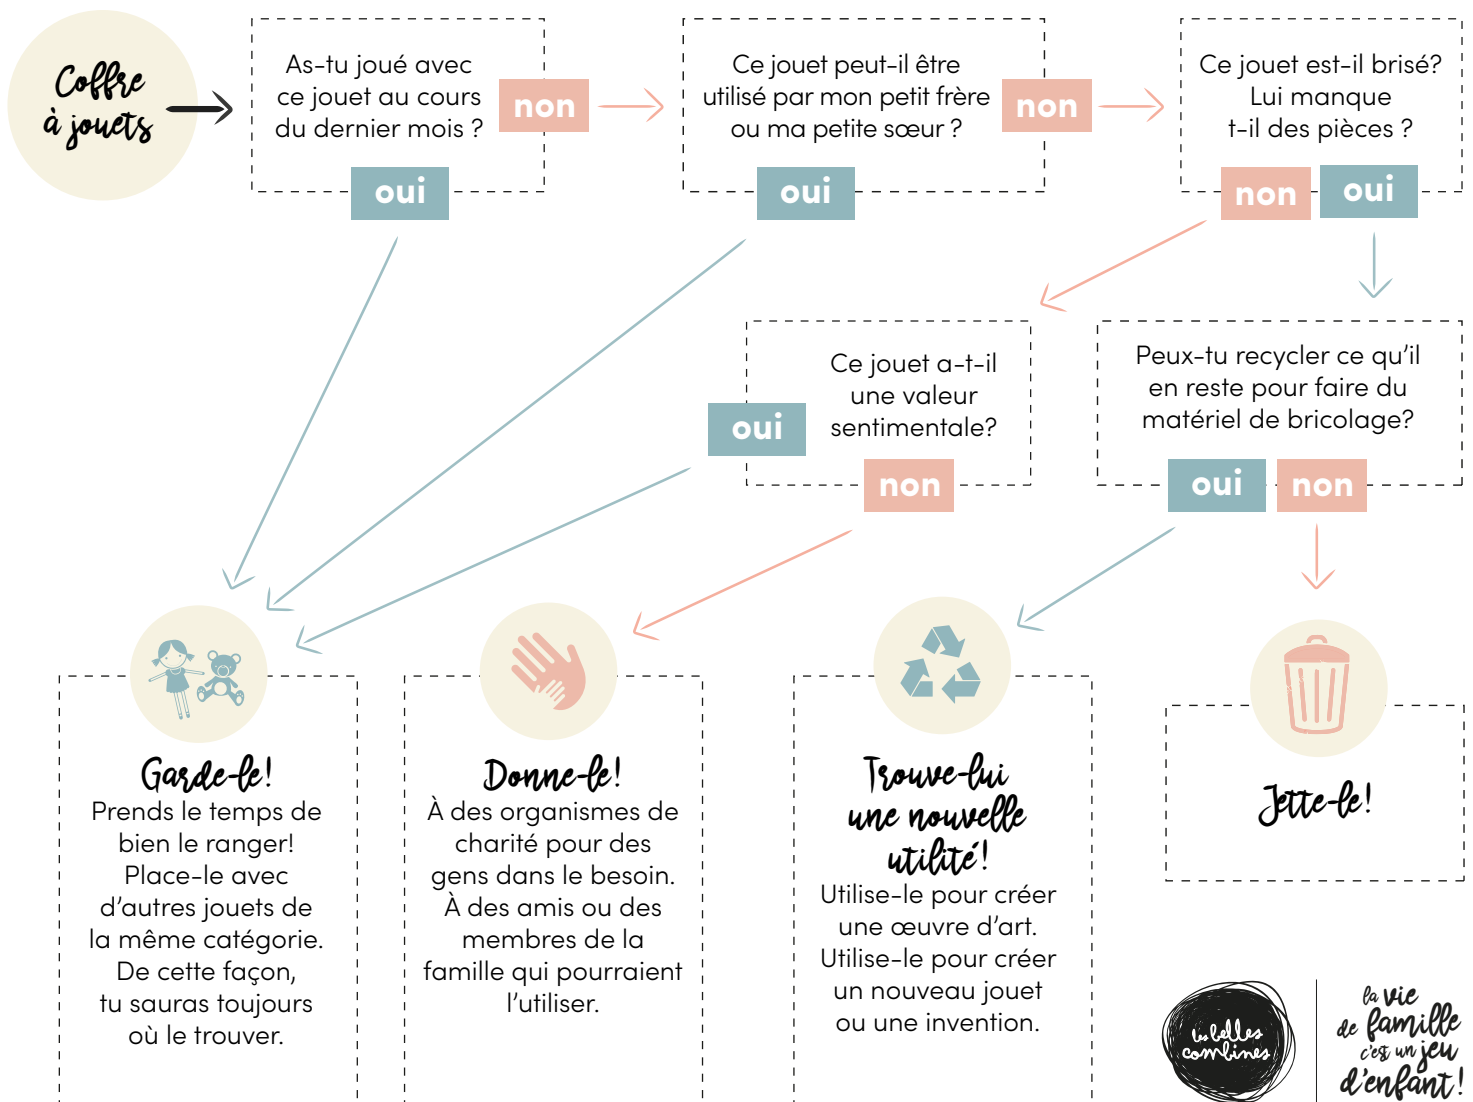 Coffre
à jouets
As-tu joué avec
ce jouet au cours
du dernier mois ?
non
oui
Ce jouet peut-il être
utilisé par mon petit frère
ou ma petite sœur ?
non
oui
Ce jouet est-il brisé?
Lui manque
t-il des pièces ?
non
oui
Ce jouet a-t-il
une valeur
sentimentale?
oui
non
Peux-tu recycler ce qu'il
en reste pour faire du
matériel de bricolage?
oui
non
Garde-le!
Prends le temps de
bien le ranger!
Place-le avec
d'autres jouets de
la même catégorie.
De cette façon,
tu sauras toujours
où le trouver.
Donne-le!
À des organismes de
charité pour des
gens dans le besoin.
À des amis ou des
membres de la
famille qui pourraient
l'utiliser.
Trouve-lui
une nouvelle
utilité!
Utilise-le pour créer
une œuvre d'art.
Utilise-le pour créer
un nouveau jouet
ou une invention.
Jette-le!
les belles
combines
la vie
de famille
c'est un jeu
d'enfant!